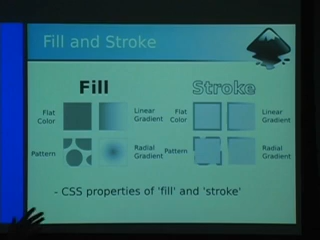 Fill and Stroke
Fill
Stroke
Flat
Color
Linear
Gradient
Flat
Color
Linear
Gradient
Pattern
Radial
Gradient
Pattern
Radial
Gradient
- CSS properties of 'fill' and 'stroke'